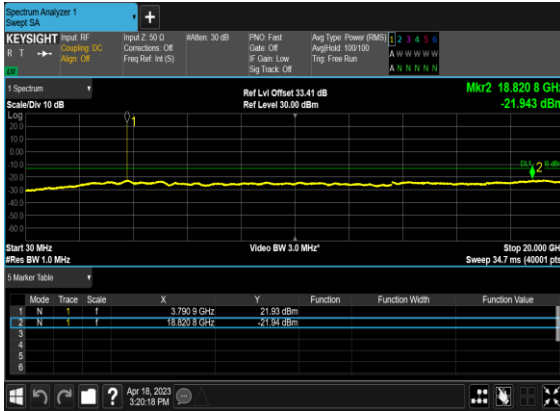 Spectrum Analyzer 1
Swept SA
+
KEYSIGHT Input: RF Input Z: 50 Ω #Atten: 30 dB PNO: Fast Avg Type: Power (RMS) 1 2 3 4 5 6
R T Coupling: DC Corrections: Off Gate: Off Avg|Hold: 100/100 A W W W W W
Align: Off Freq Ref: Int (S) IF Gain: Low Trig: Free Run
Sig Track: Off A N N N N N
1 Spectrum Ref Lvl Offset 33.41 dB Mkr2 18.820 8 GHz
Scale/Div 10 dB Ref Level 30.00 dBm -21.943 dBm
Log
1
20.0
10.0
0.00
-10.0
2
-20.0
-30.0
-40.0
-50.0
-60.0
Start 30 MHz Video BW 3.0 MHz* Stop 20.000 GHz
#Res BW 1.0 MHz Sweep 34.7 ms (40001 pts)
5 Marker Table
Mode Trace Scale X Y Function Function Width Function Value
1 N 1 f 3.790 9 GHz 21.93 dBm
2 N 1 f 18.820 8 GHz -21.94 dBm
3
4
5
6
? Apr 18, 2023
3:20:18 PM